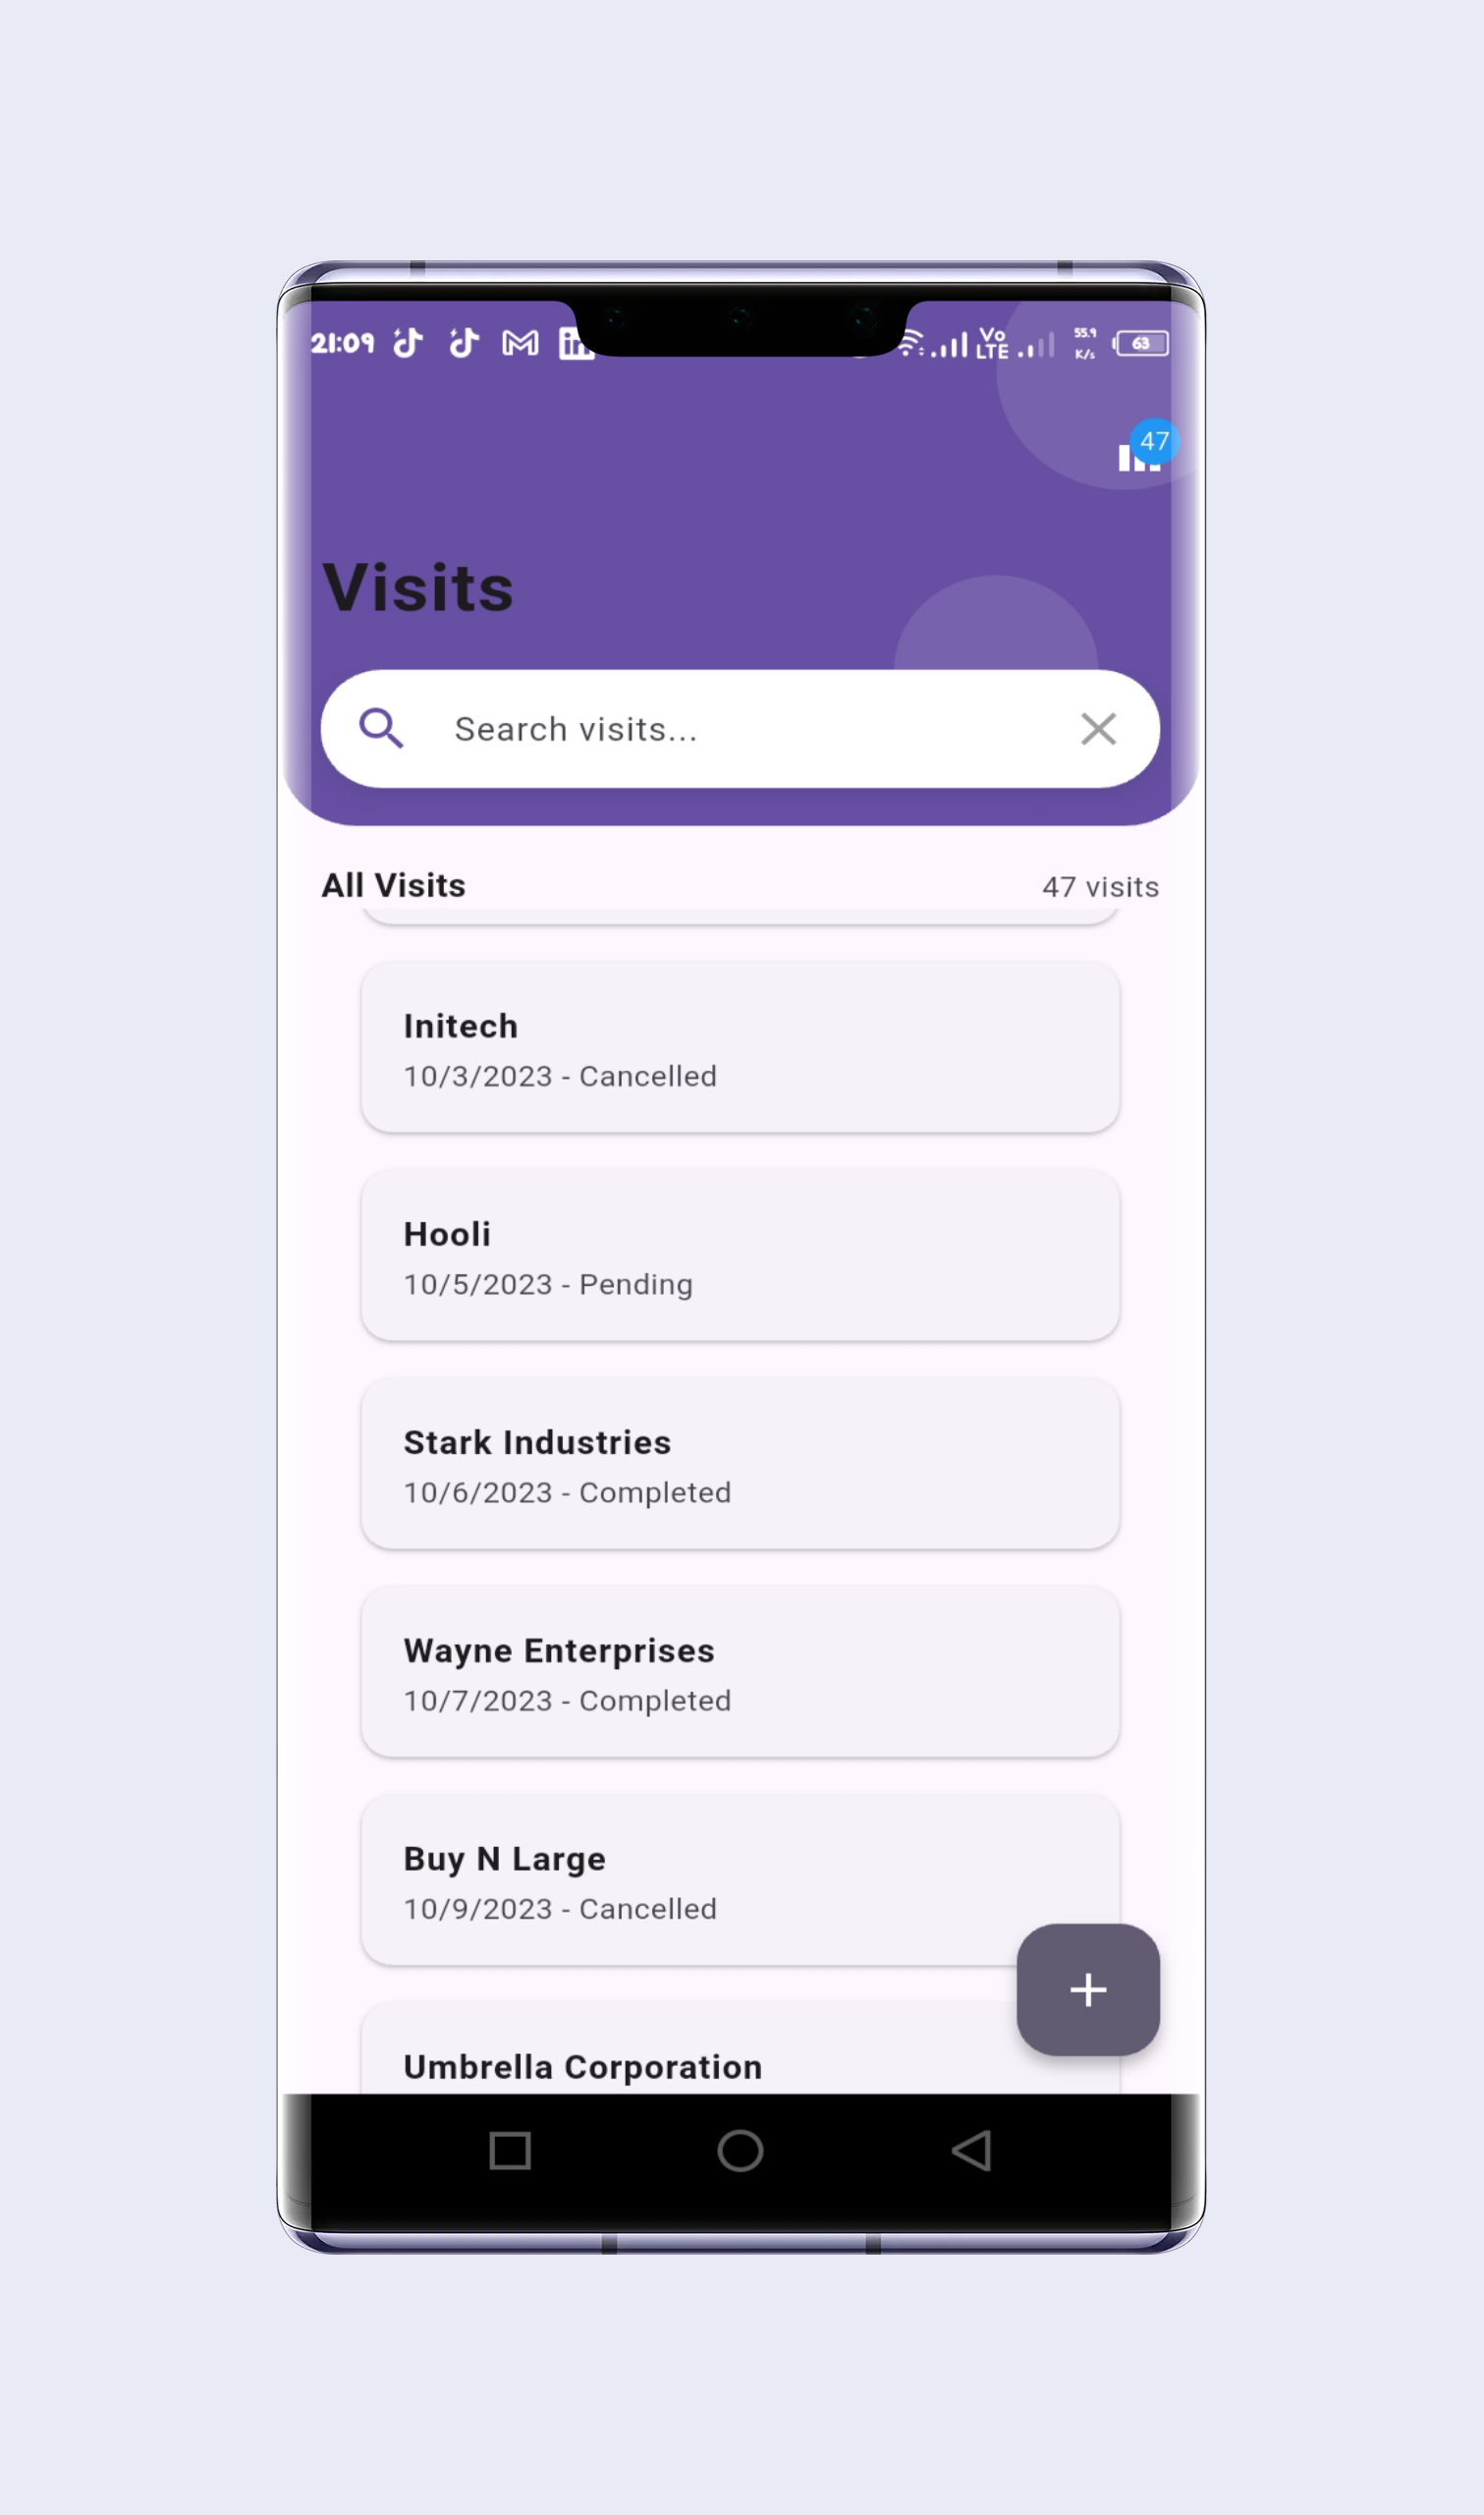 21:09 Vo LTE 55.9 K/s 63
47
Visits
Search visits...
All Visits 47 visits
Initech
10/3/2023 - Cancelled
Hooli
10/5/2023 - Pending
Stark Industries
10/6/2023 - Completed
Wayne Enterprises
10/7/2023 - Completed
Buy N Large
10/9/2023 - Cancelled
Umbrella Corporation